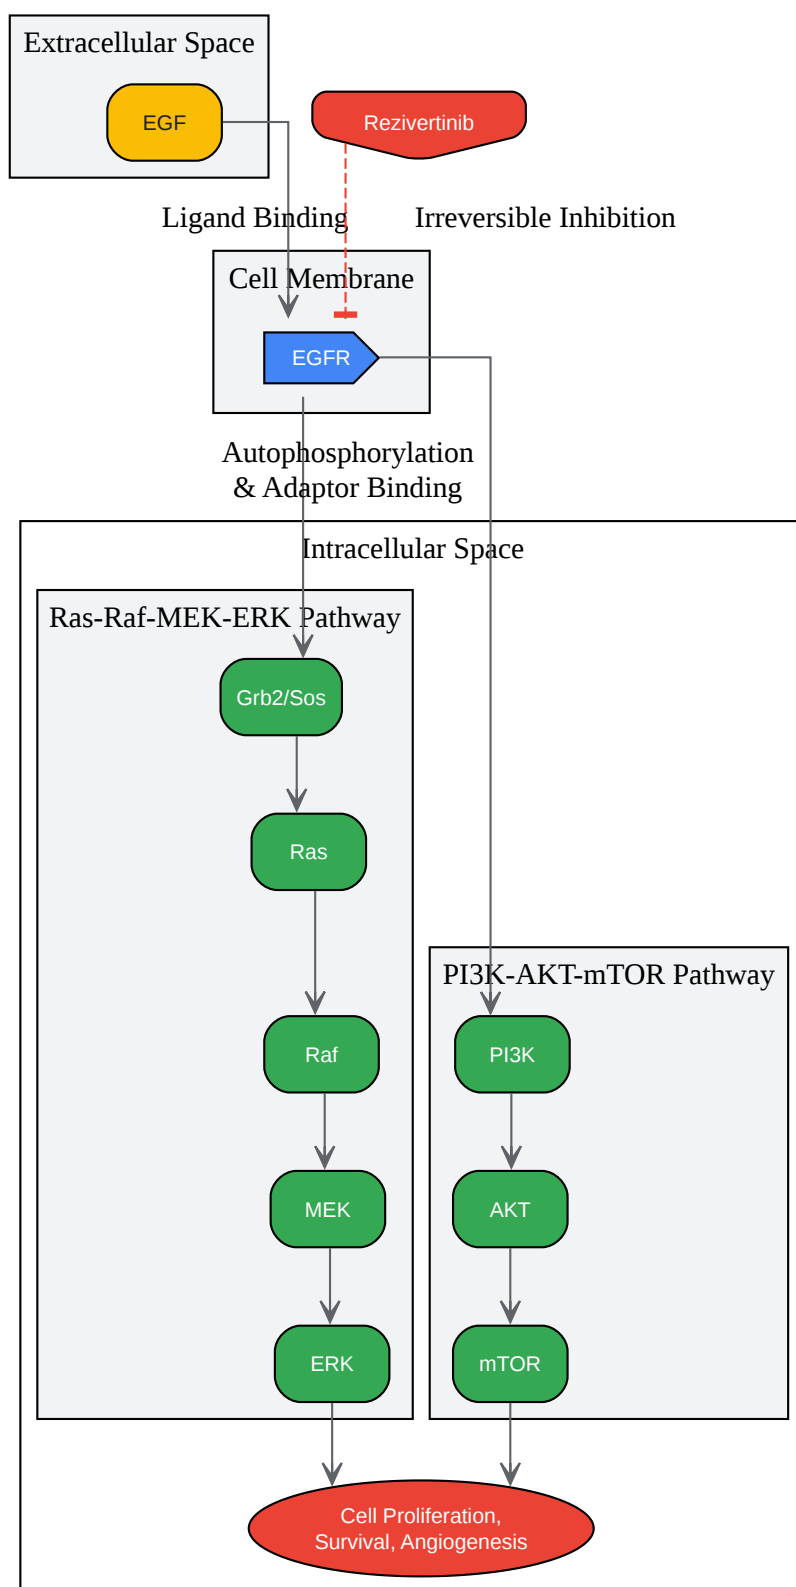 Extracellular Space
EGF
Rezivertinib
Ligand Binding
Irreversible Inhibition
Cell Membrane
EGFR
Autophosphorylation
& Adaptor Binding
Intracellular Space
Ras-Raf-MEK-ERK Pathway
Grb2/Sos
Ras
PI3K-AKT-mTOR Pathway
Raf
PI3K
MEK
AKT
ERK
mTOR
Cell Proliferation,
Survival, Angiogenesis